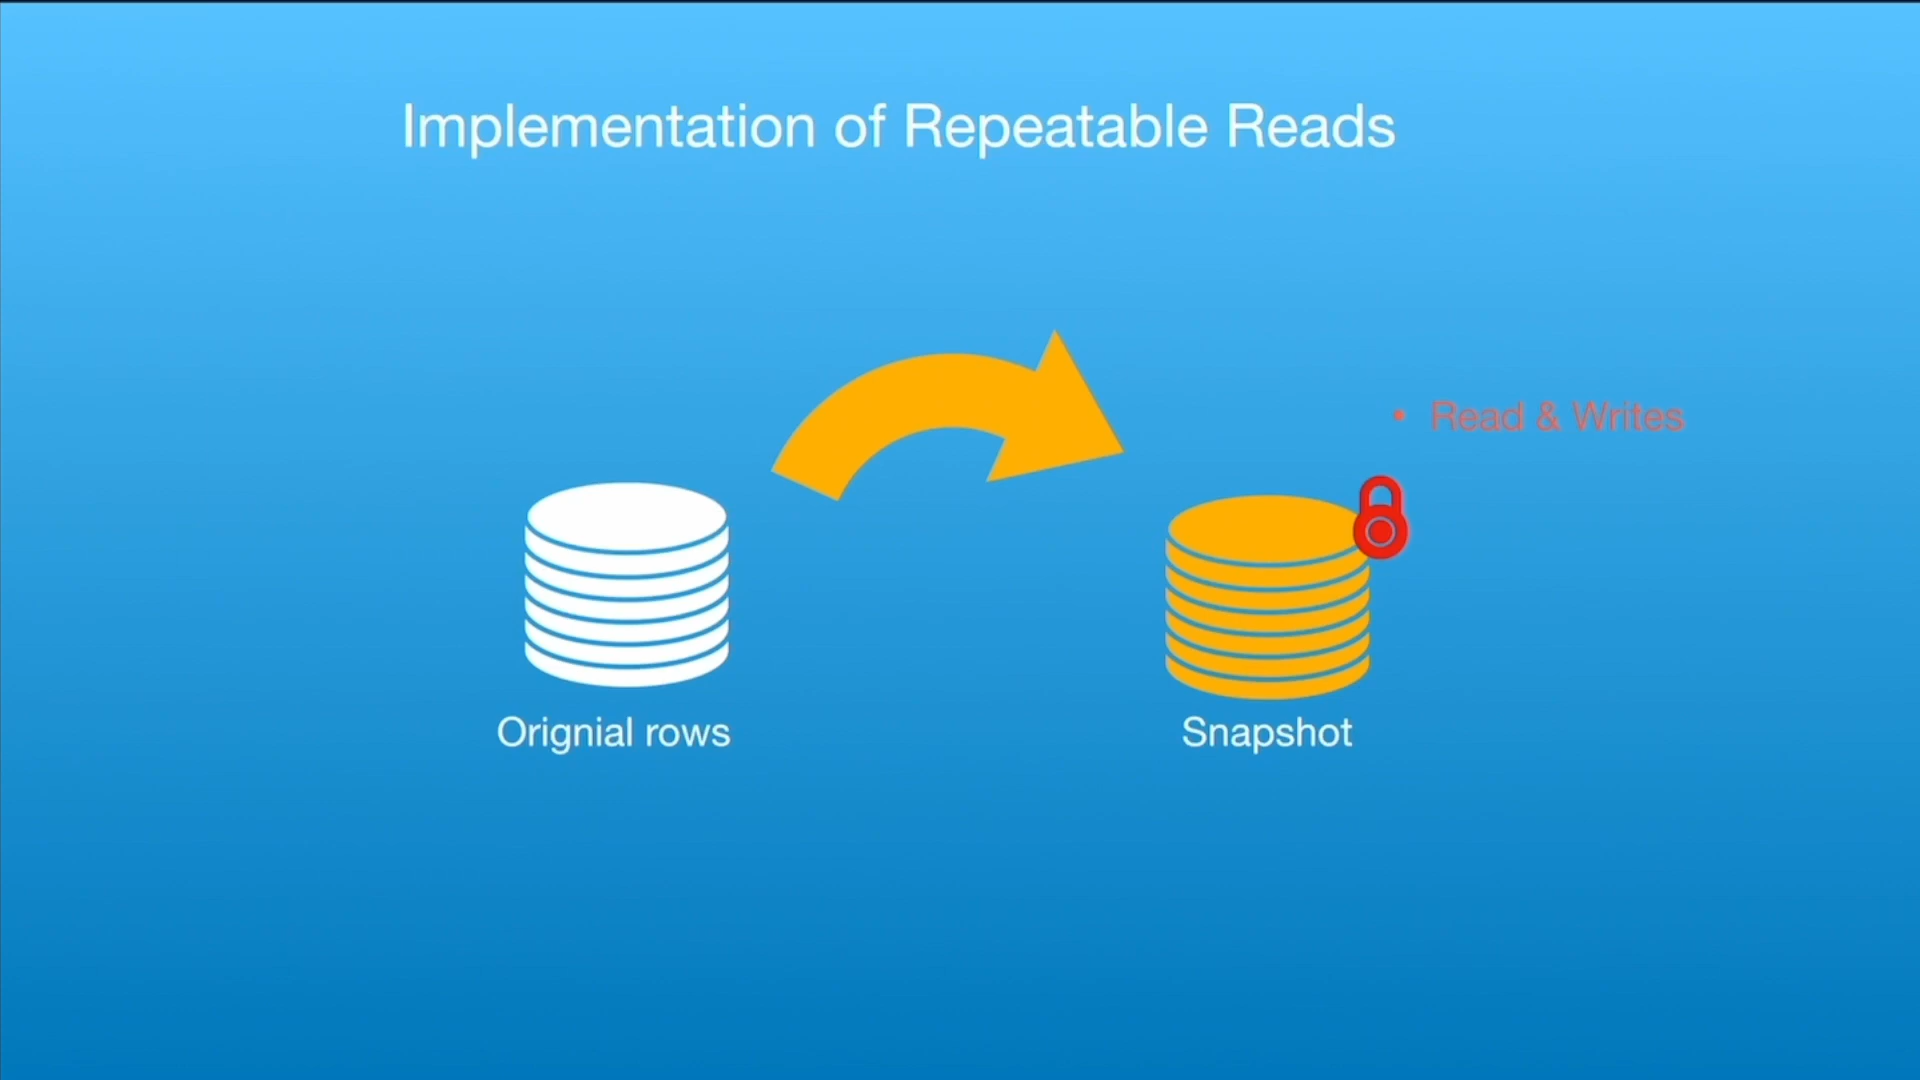 Implementation of Repeatable Reads
• Read & Writes
Orignial rows
Snapshot